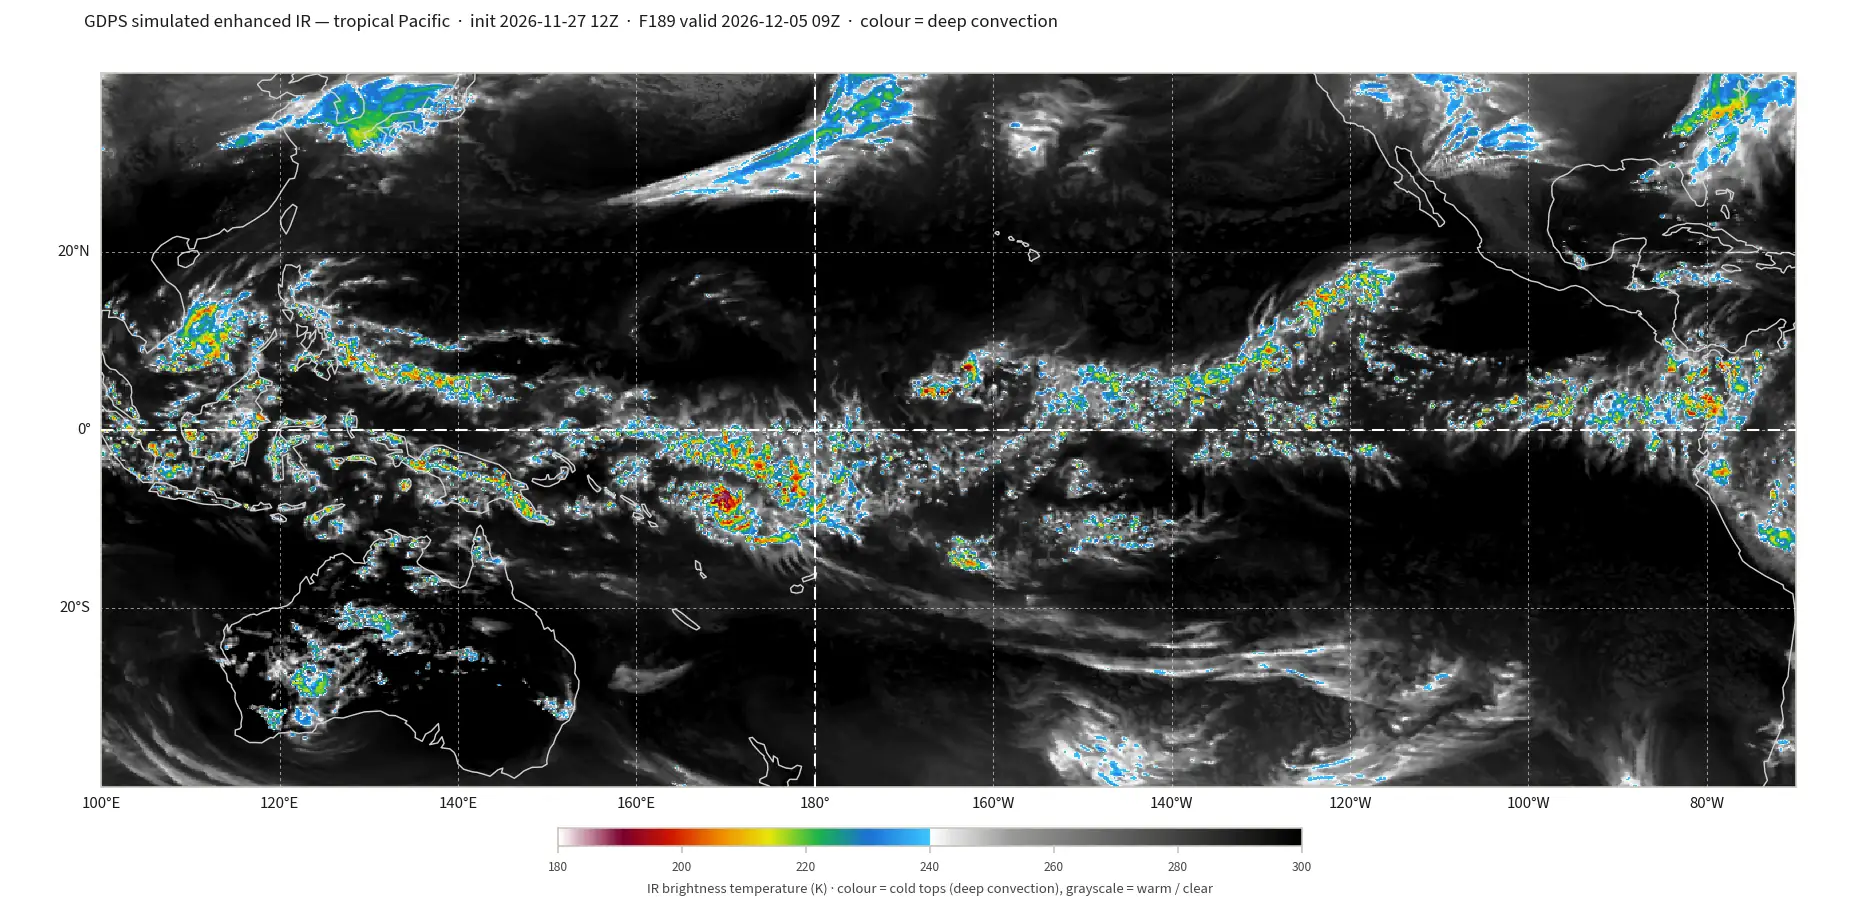 GDPS simulated enhanced IR — tropical Pacific · init 2026-11-27 12Z · F189 valid 2026-12-05 09Z · colour = deep convection
20°N
0°
20°S
100°E 120°E 140°E 160°E 180° 160°W 140°W 120°W 100°W 80°W
180 200 220 240 260 280 300
IR brightness temperature (K) · colour = cold tops (deep convection), grayscale = warm / clear